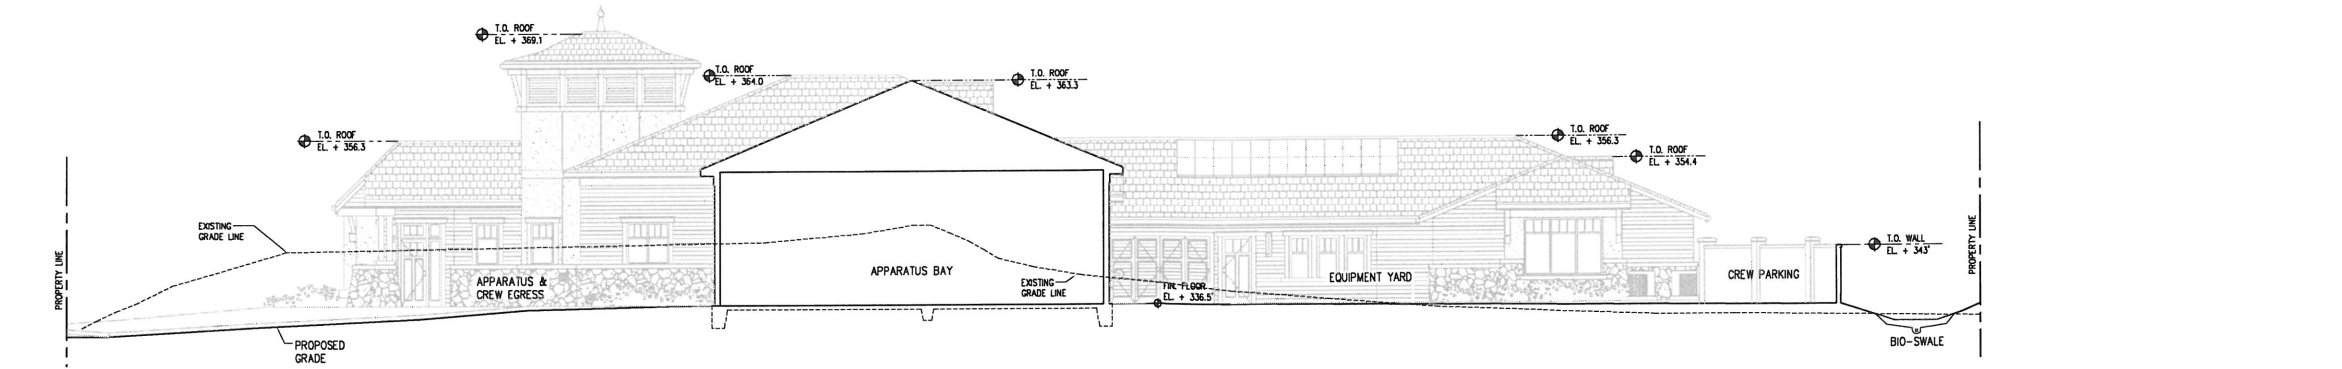 T.O. ROOF
EL. + 369.1
T.O. ROOF
EL. + 364.0
T.O. ROOF
EL. + 363.3
T.O. ROOF
EL. + 356.3
T.O. ROOF
EL. + 356.3
T.O. ROOF
EL. + 354.4
EXISTING
GRADE LINE
PROPERTY LINE
APPARATUS &
CREW EGRESS
APPARATUS BAY
EXISTING
GRADE LINE
FIN. FLOOR
EL. + 336.5'
EQUIPMENT YARD
CREW PARKING
T.O. WALL
EL. + 343'
PROPERTY LINE
PROPOSED
GRADE
BIO-SWALE